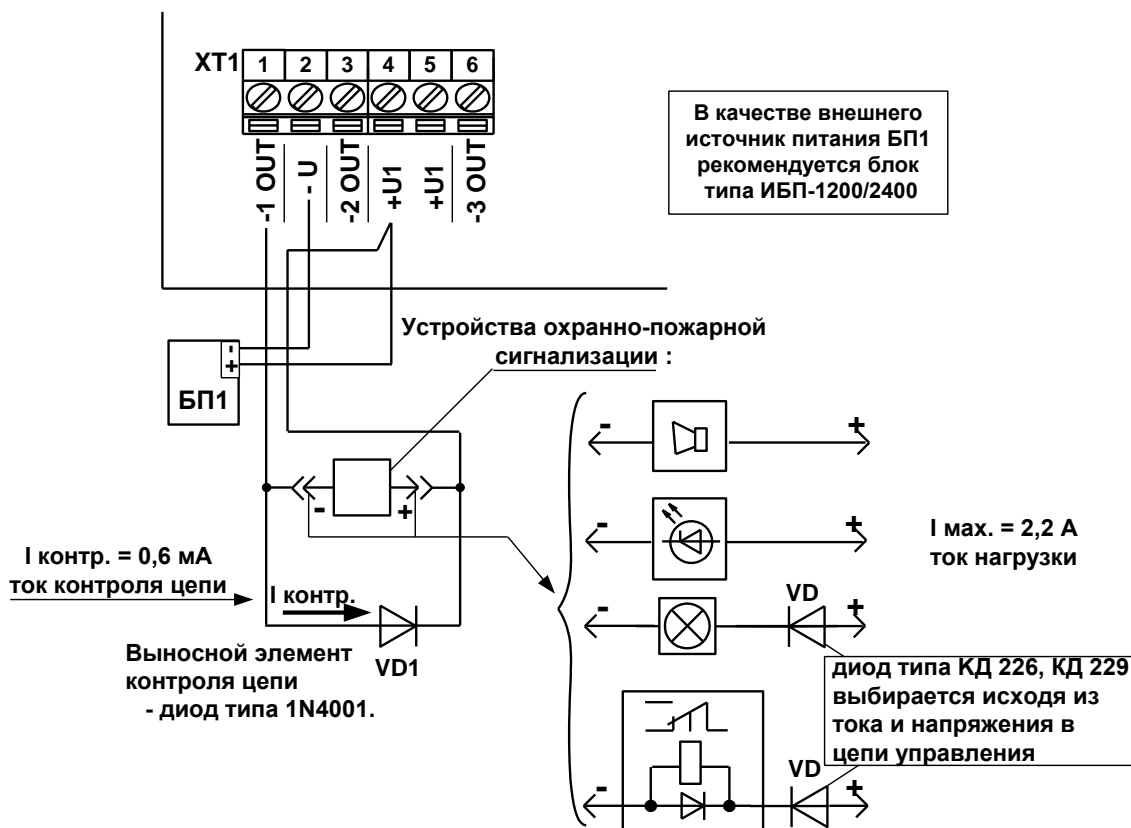 XT1
1 2 3 4 5 6
-1 OUT
- U
-2 OUT
+U1
+U1
-3 OUT
В качестве внешнего
источник питания БП1
рекомендуется блок
типа ИБП-1200/2400
Устройства охранно-пожарной
сигнализации :
-
+
БП1
- +
- +
I мах. = 2,2 А
ток нагрузки
- +
I контр. = 0,6 мА
ток контроля цепи
I контр.
VD1
Выносной элемент
контроля цепи
- диод типа 1N4001.
- VD +
диод типа КД 226, КД 229
выбирается исходя из
тока и напряжения в
цепи управления
- VD +